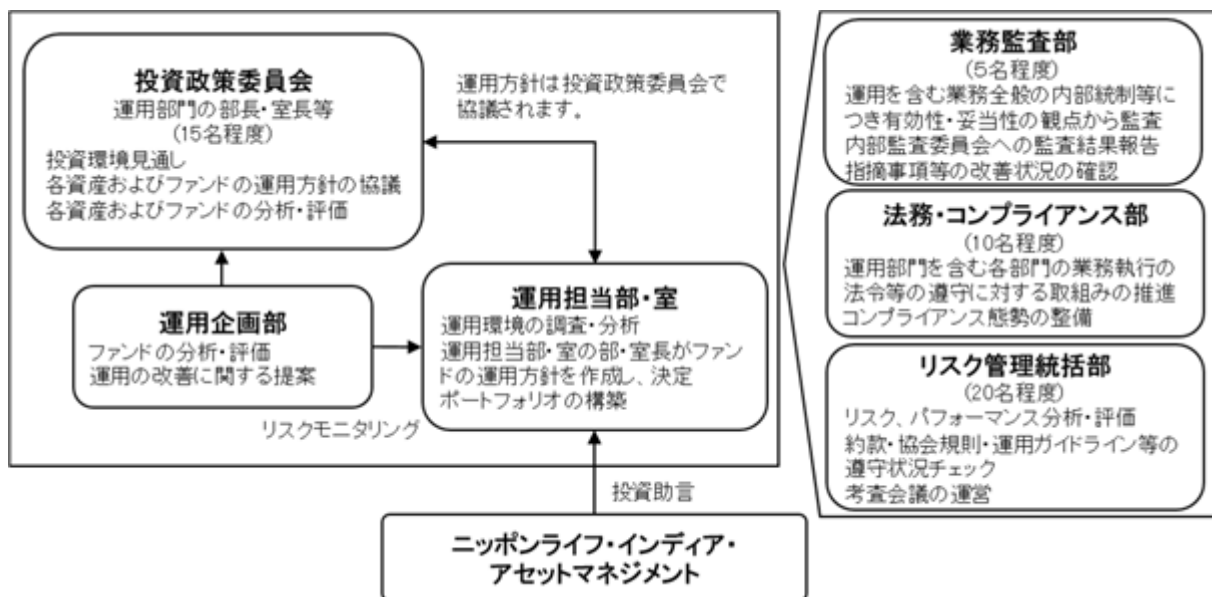 投資政策委員会
運用部門の部長・室長等
(15名程度)
投資環境見通し
各資産およびファンドの運用方針の協議
各資産およびファンドの分析・評価
運用方針は投資政策委員会で
協議されます。
運用企画部
ファンドの分析・評価
運用の改善に関する提案
リスクモニタリング
運用担当部・室
運用環境の調査・分析
運用担当部・室の部・室長がファン
ドの運用方針を作成し、決定
ポートフォリオの構築
投資助言
ニッポンライフ・インディア・
アセットマネジメント
業務監査部
(5名程度)
運用を含む業務全般の内部統制等に
つき有効性・妥当性の観点から監査
内部監査委員会への監査結果報告
指摘事項等の改善状況の確認
法務・コンプライアンス部
(10名程度)
運用部門を含む各部門の業務執行の
法令等の遵守に対する取組みの推進
コンプライアンス態勢の整備
リスク管理統括部
(20名程度)
リスク、パフォーマンス分析・評価
約款・協会規則・運用ガイドライン等の
遵守状況チェック
考査会議の運営